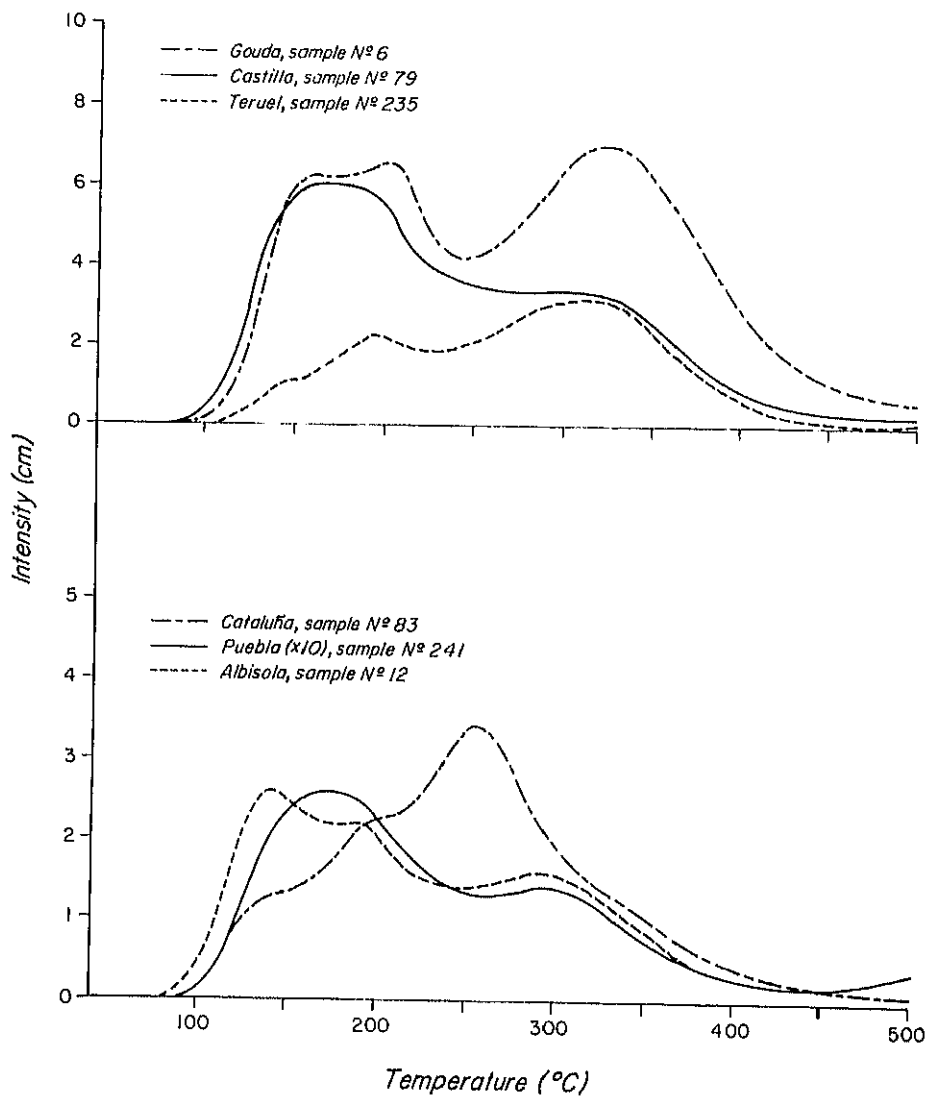 10
8
6
4
2
0
Gouda, sample Nº 6
Castilla, sample Nº 79
Teruel, sample Nº 235
Intensity (cm)
5
4
3
2
1
0
Cataluña, sample Nº 83
Puebla (x10), sample Nº 241
Albisola, sample Nº 12
100 200 300 400 500
Temperature (ºC)